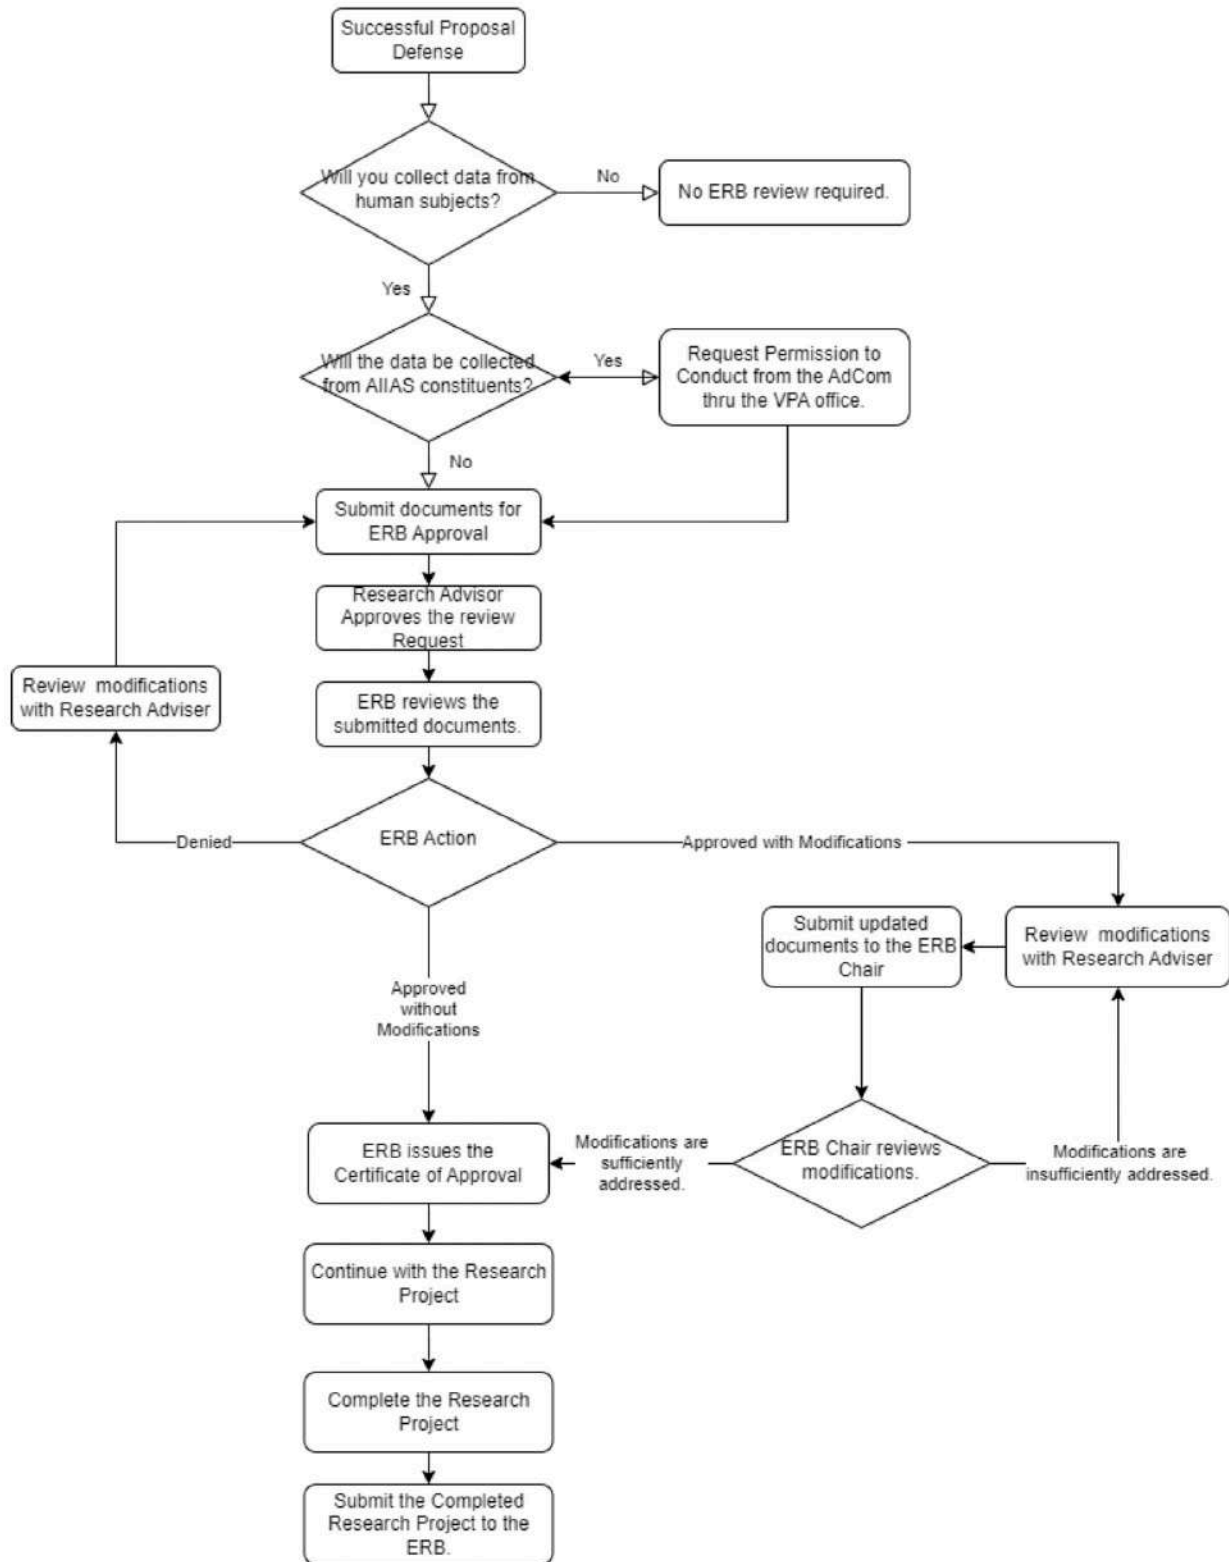 Successful Proposal
Defense
Will you collect data from
human subjects?
No
No ERB review required.
Yes
Will the data be collected
from AIIAS constituents?
Yes
Request Permission to
Conduct from the AdCom
thru the VPA office.
No
Submit documents for
ERB Approval
Research Advisor
Approves the review
Request
Review modifications
with Research Adviser
ERB reviews the
submitted documents.
Denied
ERB Action
Approved with Modifications
Submit updated
documents to the ERB
Chair
Review modifications
with Research Adviser
Approved
without
Modifications
ERB issues the
Certificate of Approval
Modifications are
sufficiently
addressed.
ERB Chair reviews
modifications.
Modifications are
insufficiently addressed.
Continue with the Research
Project
Complete the Research
Project
Submit the Completed
Research Project to the
ERB.